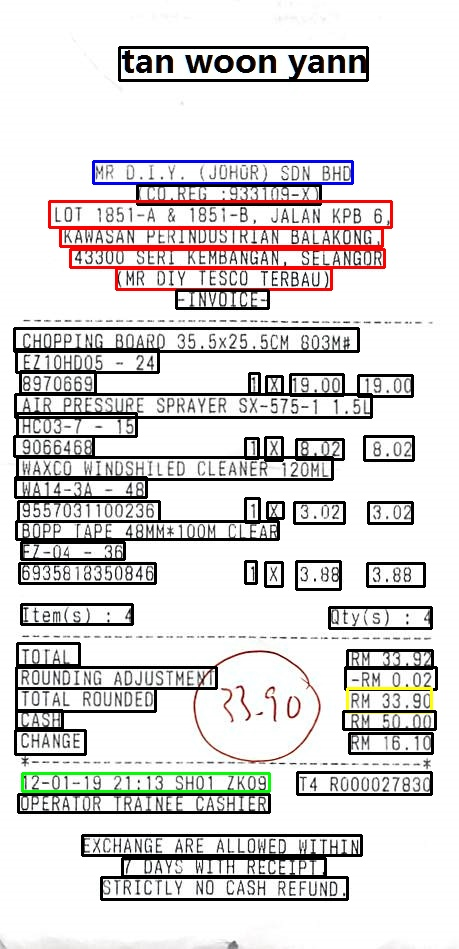 tan woon yann
MR D.I.Y. (JOHOR) SDN BHD
(CO.REG :933109-X)
LOT 1851-A & 1851-B, JALAN KPB 6,
KAWASAN PERINDUSTRIAN BALAKONG,
43300 SERI KEMBANGAN, SELANGOR
(MR DIY TESCO TERBAU)
-INVOICE-
CHOPPING BOARD 35.5x25.5CM 803M#
EZ10HD05 - 24
8970669 1 X 19.00 19.00
AIR PRESSURE SPRAYER SX-575-1 1.5L
HC03-7 - 15
9066468 1 X 8.02 8.02
WAXCO WINDSHILED CLEANER 120ML
WA14-3A - 48
9557031100236 1 X 3.02 3.02
BOPP TAPE 48MM*100M CLEAR
EZ-04 - 36
6935818350846 1 X 3.88 3.88
Item(s) : 4 Qty(s) : 4
TOTAL RM 33.92
ROUNDING ADJUSTMENT -RM 0.02
TOTAL ROUNDED RM 33.90
33.90
CASH RM 50.00
CHANGE RM 16.10
12-01-19 21:13 SH01 ZK09 T4 R000027830
OPERATOR TRAINEE CASHIER
EXCHANGE ARE ALLOWED WITHIN
7 DAYS WITH RECEIPT.
STRICTLY NO CASH REFUND.